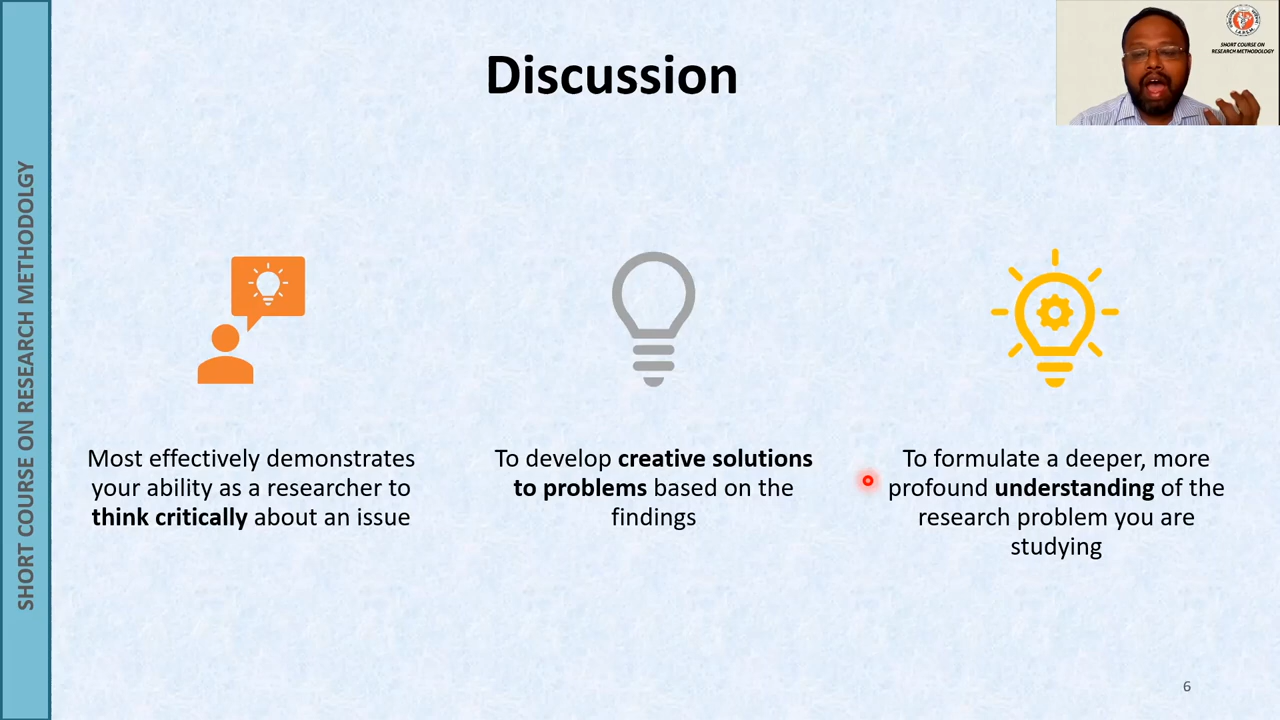 Discussion
SHORT COURSE ON
RESEARCH METHODOLOGY
SHORT COURSE ON RESEARCH METHODOLGY
Most effectively demonstrates
your ability as a researcher to
think critically about an issue
To develop creative solutions
to problems based on the
findings
To formulate a deeper, more
profound understanding of the
research problem you are
studying
6